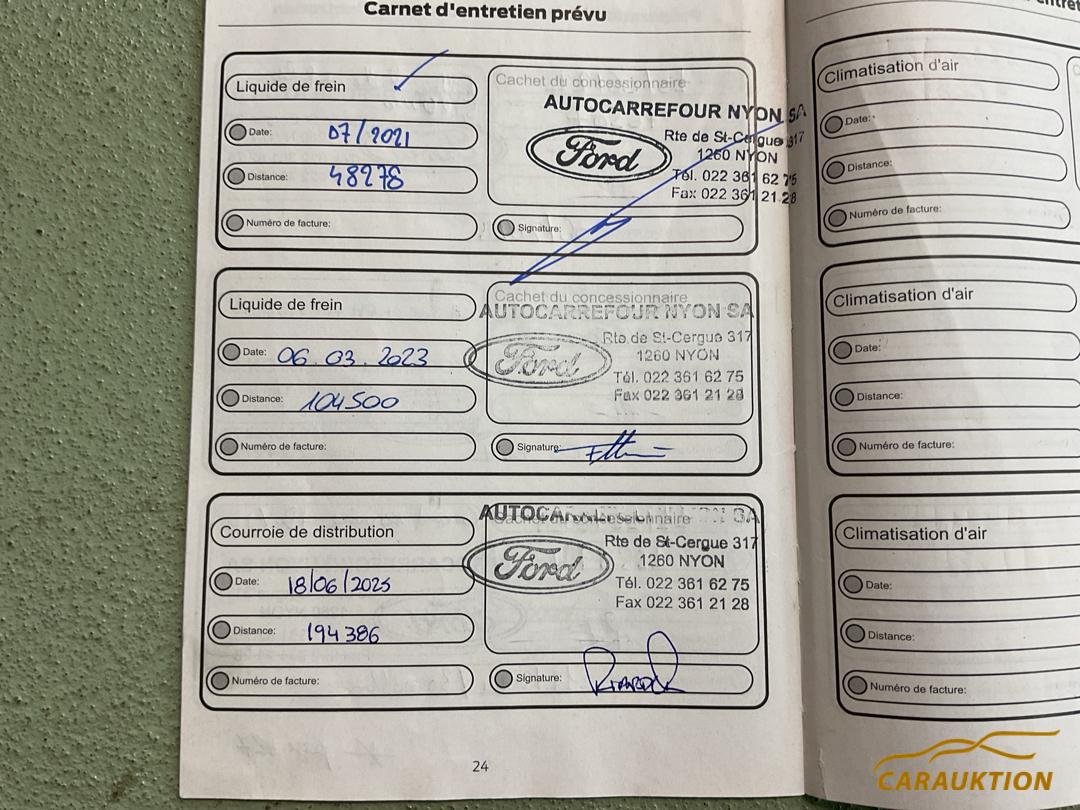 Carnet d'entretien prévu
Liquide de frein
Date: 07/2021
Distance: 48278
Numéro de facture:
Cachet du concessionnaire
AUTOCARREFOUR NYON SA
Ford
Rte de St-Cergue 317
1260 NYON
Tél. 022 361 62 75
Fax 022 361 21 28
Signature:
Liquide de frein
Date: 06.03.2023
Distance: 104500
Numéro de facture:
Cachet du concessionnaire
AUTOCARREFOUR NYON SA
Ford
Rte de St-Cergue 317
1260 NYON
Tél. 022 361 62 75
Fax 022 361 21 28
Signature:
Courroie de distribution
Date: 18/06/2025
Distance: 194386
Numéro de facture:
Cachet du concessionnaire
Ford
Rte de St-Cergue 317
1260 NYON
Tél. 022 361 62 75
Fax 022 361 21 28
Signature:
24
Climatisation d'air
Date:
Distance:
Numéro de facture:
Climatisation d'air
Date:
Distance:
Numéro de facture:
Climatisation d'air
Date:
Distance:
Numéro de facture:
CARAUKTION